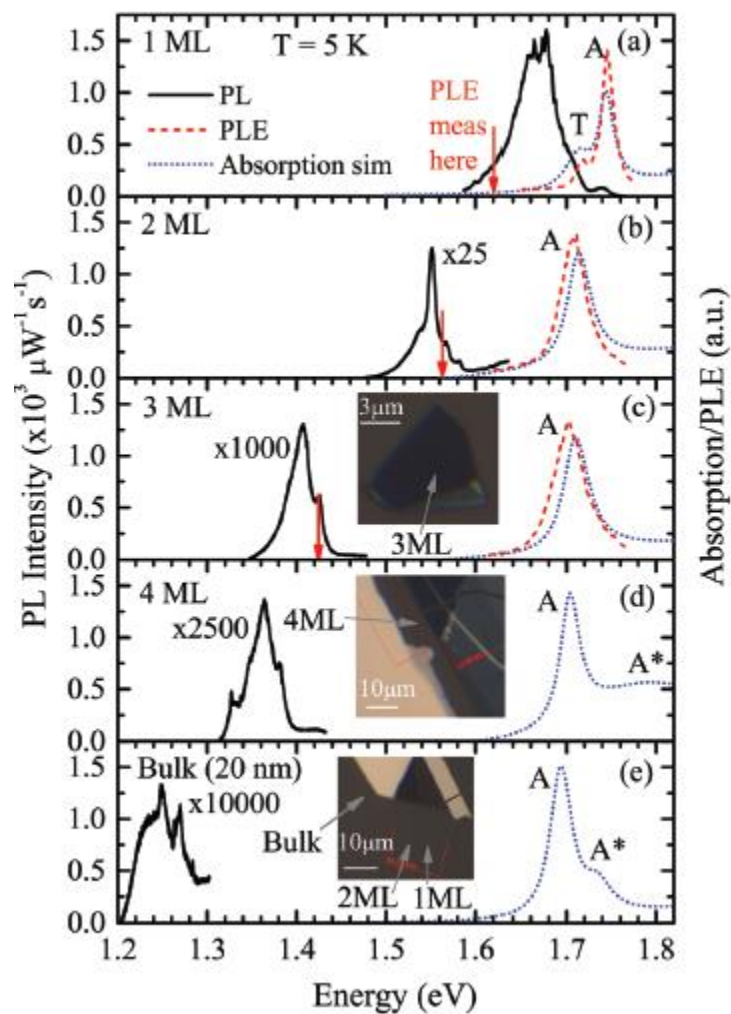 1 ML
T = 5 K
A
(a)
PL
PLE
Absorption sim
PLE
meas
here
T
1.5
1.0
0.5
0.0
2 ML
x25
A
(b)
1.5
1.0
0.5
0.0
3 ML
x1000
3µm
3ML
A
(c)
1.5
1.0
0.5
0.0
4 ML
x2500
4ML
10µm
A
A*
(d)
1.5
1.0
0.5
0.0
Bulk (20 nm)
x10000
Bulk
10µm
2ML
1ML
A
A*
(e)
1.5
1.0
0.5
0.0
1.2 1.3 1.4 1.5 1.6 1.7 1.8
Energy (eV)
PL Intensity (x10³ µW⁻¹ s⁻¹)
Absorption/PLE (a.u.)